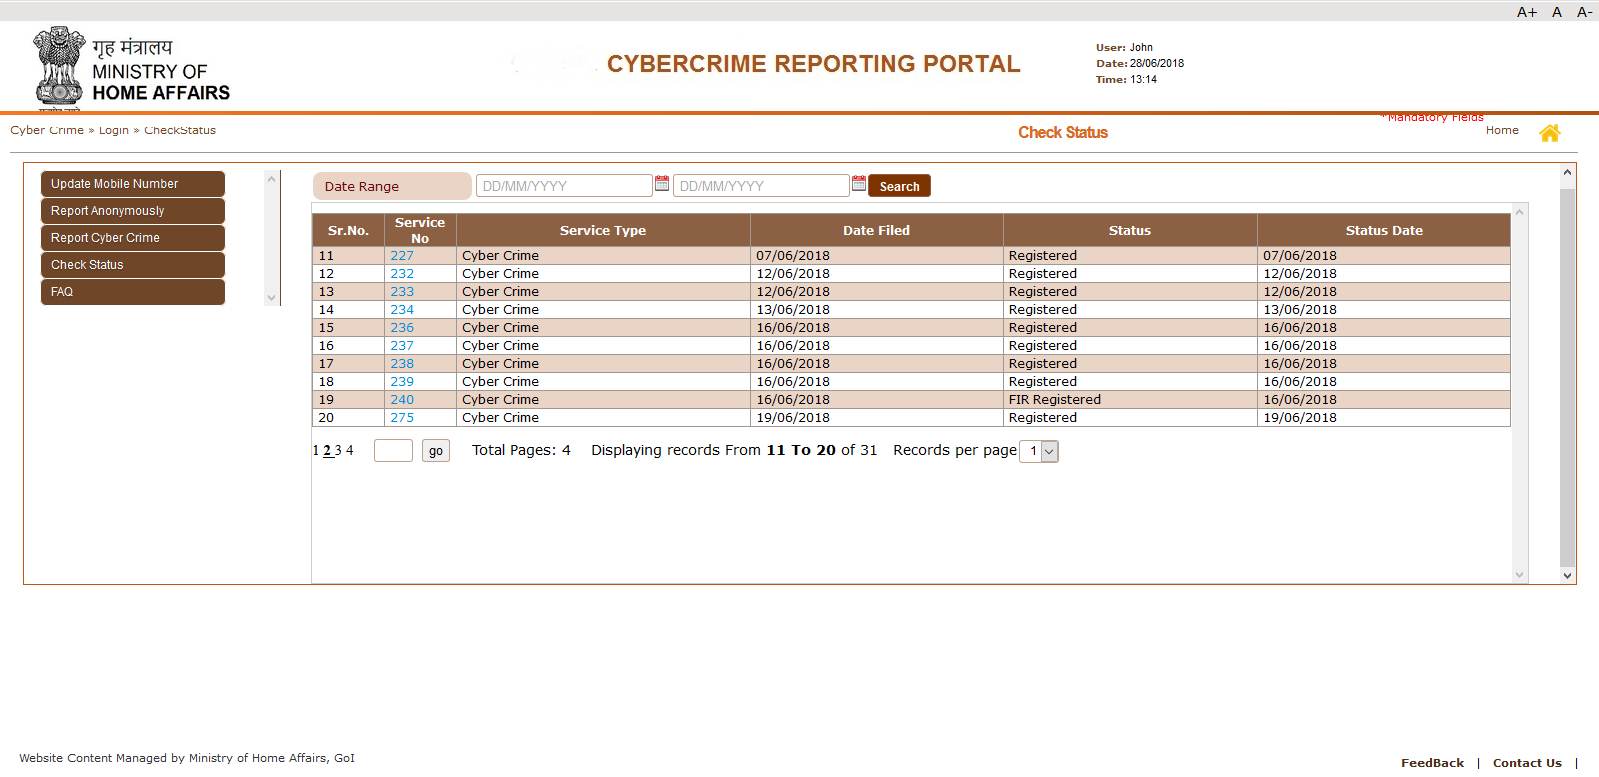 A+ A A-
गृह मंत्रालय
MINISTRY OF
HOME AFFAIRS
CYBERCRIME REPORTING PORTAL
User: John
Date: 28/06/2018
Time: 13:14
*Mandatory Fields
Cyber Crime » Login » CheckStatus
Check Status
Home
Update Mobile Number
Report Anonymously
Report Cyber Crime
Check Status
FAQ
Date Range DD/MM/YYYY DD/MM/YYYY Search
Sr.No. Service No Service Type Date Filed Status Status Date
11 227 Cyber Crime 07/06/2018 Registered 07/06/2018
12 232 Cyber Crime 12/06/2018 Registered 12/06/2018
13 233 Cyber Crime 12/06/2018 Registered 12/06/2018
14 234 Cyber Crime 13/06/2018 Registered 13/06/2018
15 236 Cyber Crime 16/06/2018 Registered 16/06/2018
16 237 Cyber Crime 16/06/2018 Registered 16/06/2018
17 238 Cyber Crime 16/06/2018 Registered 16/06/2018
18 239 Cyber Crime 16/06/2018 Registered 16/06/2018
19 240 Cyber Crime 16/06/2018 FIR Registered 16/06/2018
20 275 Cyber Crime 19/06/2018 Registered 19/06/2018
1 2 3 4 go Total Pages: 4 Displaying records From 11 To 20 of 31 Records per page 1
Website Content Managed by Ministry of Home Affairs, GoI
FeedBack | Contact Us |